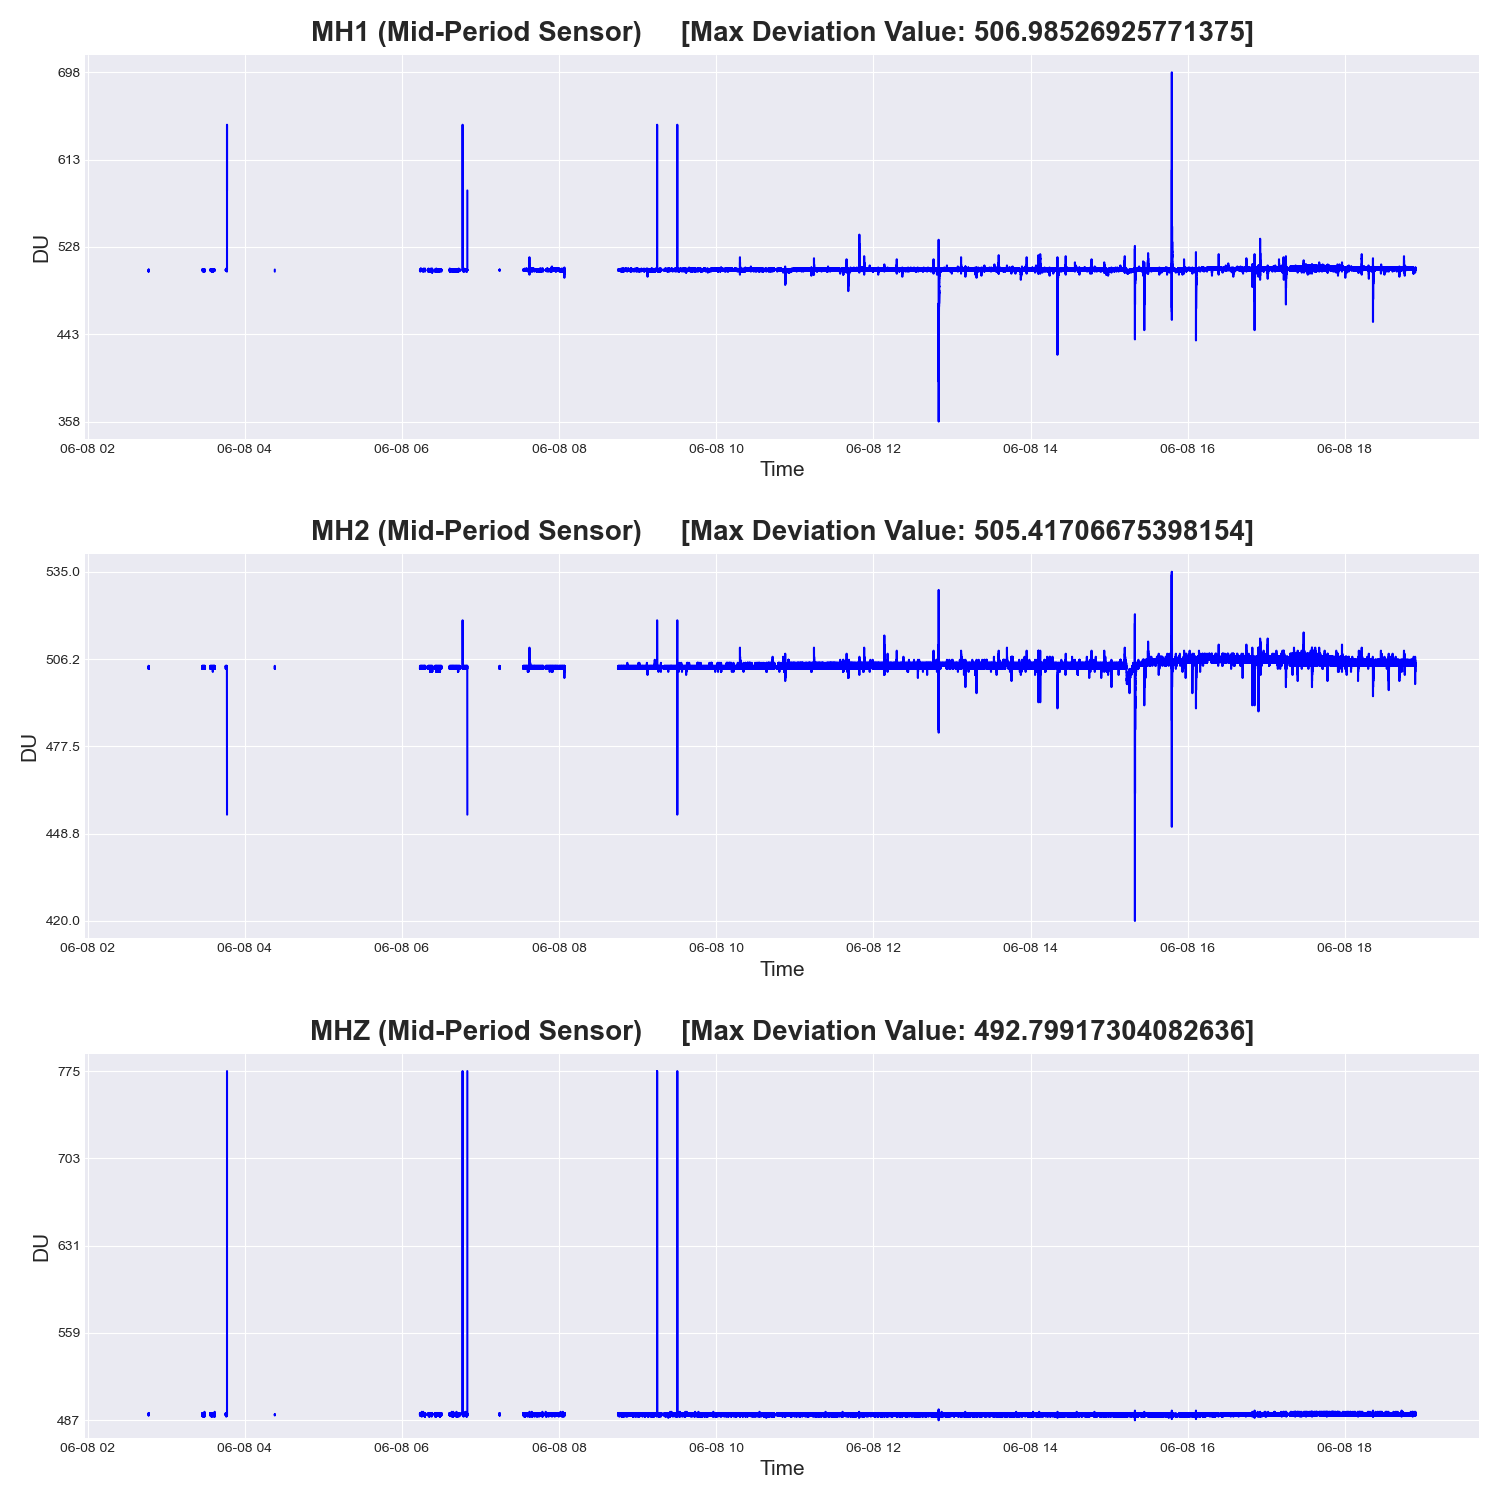 MH1 (Mid-Period Sensor) [Max Deviation Value: 506.98526925771375]
698
613
528
443
358
DU
06-08 02 06-08 04 06-08 06 06-08 08 06-08 10 06-08 12 06-08 14 06-08 16 06-08 18
Time
MH2 (Mid-Period Sensor) [Max Deviation Value: 505.41706675398154]
535.0
506.2
477.5
448.8
420.0
DU
06-08 02 06-08 04 06-08 06 06-08 08 06-08 10 06-08 12 06-08 14 06-08 16 06-08 18
Time
MHZ (Mid-Period Sensor) [Max Deviation Value: 492.79917304082636]
775
703
631
559
487
DU
06-08 02 06-08 04 06-08 06 06-08 08 06-08 10 06-08 12 06-08 14 06-08 16 06-08 18
Time